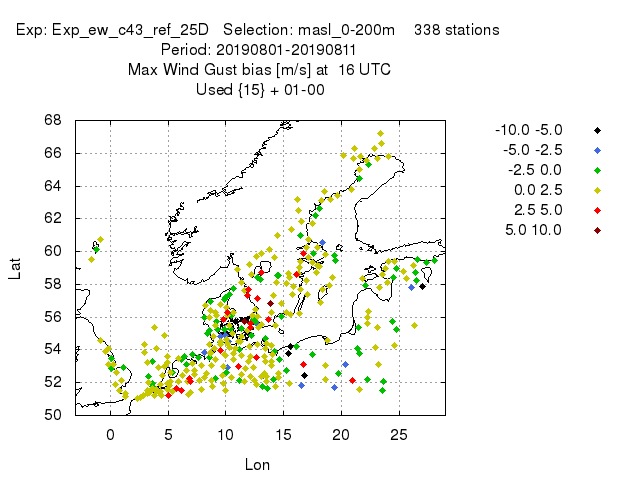 Exp: Exp_ew_c43_ref_25D Selection: masl_0-200m 338 stations
Period: 20190801-20190811
Max Wind Gust bias [m/s] at 16 UTC
Used {15} + 01-00
68
66
64
62
60
58
56
54
52
50
Lat
0 5 10 15 20 25
Lon
-10.0 -5.0
-5.0 -2.5
-2.5 0.0
0.0 2.5
2.5 5.0
5.0 10.0